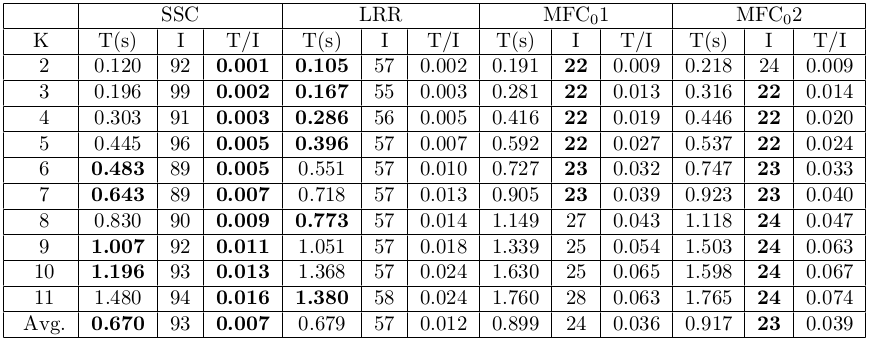 SSC LRR MFC₀1 MFC₀2
K T(s) I T/I T(s) I T/I T(s) I T/I T(s) I T/I
2 0.120 92 0.001 0.105 57 0.002 0.191 22 0.009 0.218 24 0.009
3 0.196 99 0.002 0.167 55 0.003 0.281 22 0.013 0.316 22 0.014
4 0.303 91 0.003 0.286 56 0.005 0.416 22 0.019 0.446 22 0.020
5 0.445 96 0.005 0.396 57 0.007 0.592 22 0.027 0.537 22 0.024
6 0.483 89 0.005 0.551 57 0.010 0.727 23 0.032 0.747 23 0.033
7 0.643 89 0.007 0.718 57 0.013 0.905 23 0.039 0.923 23 0.040
8 0.830 90 0.009 0.773 57 0.014 1.149 27 0.043 1.118 24 0.047
9 1.007 92 0.011 1.051 57 0.018 1.339 25 0.054 1.503 24 0.063
10 1.196 93 0.013 1.368 57 0.024 1.630 25 0.065 1.598 24 0.067
11 1.480 94 0.016 1.380 58 0.024 1.760 28 0.063 1.765 24 0.074
Avg. 0.670 93 0.007 0.679 57 0.012 0.899 24 0.036 0.917 23 0.039